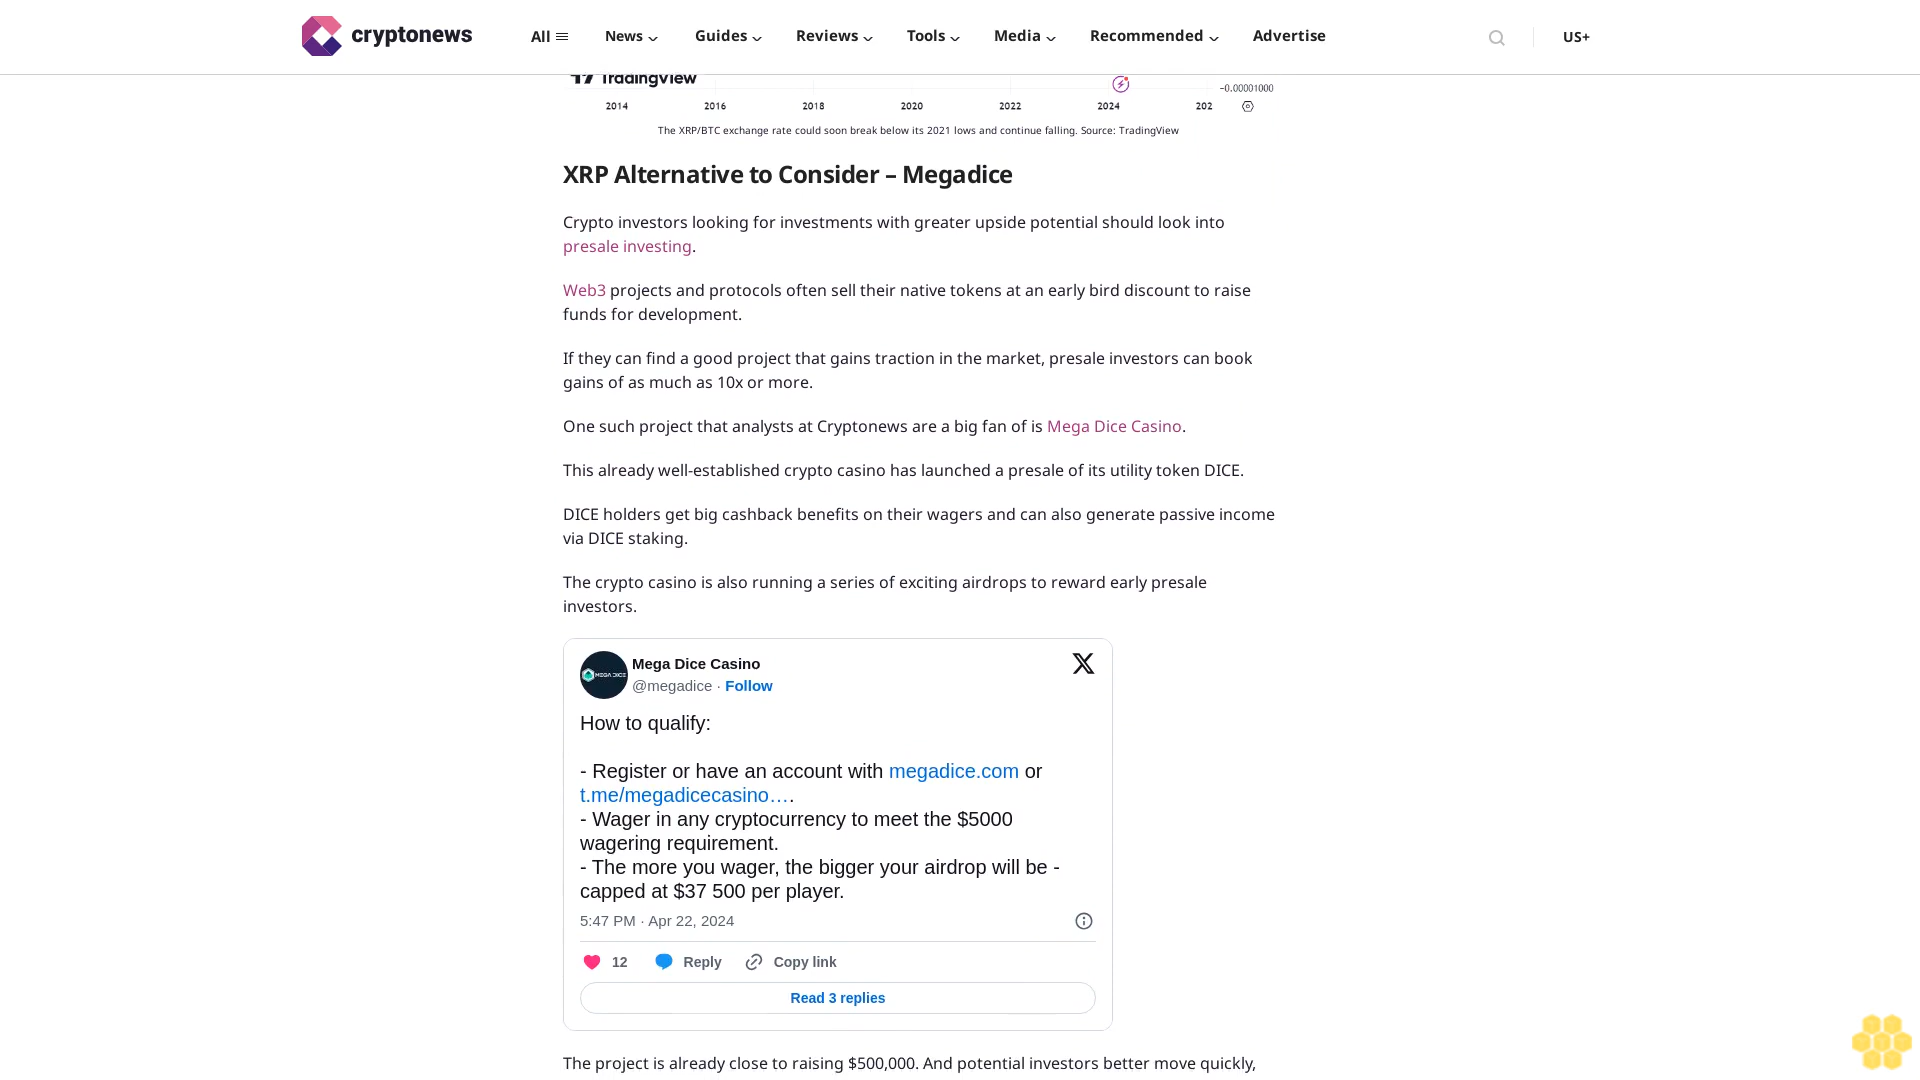 cryptonews
All
News
Guides
Reviews
Tools
Media
Recommended
Advertise
US+
TradingView
−0.00001000
2014 2016 2018 2020 2022 2024 202
The XRP/BTC exchange rate could soon break below its 2021 lows and continue falling. Source: TradingView
XRP Alternative to Consider – Megadice
Crypto investors looking for investments with greater upside potential should look into
presale investing.
Web3 projects and protocols often sell their native tokens at an early bird discount to raise
funds for development.
If they can find a good project that gains traction in the market, presale investors can book
gains of as much as 10x or more.
One such project that analysts at Cryptonews are a big fan of is Mega Dice Casino.
This already well-established crypto casino has launched a presale of its utility token DICE.
DICE holders get big cashback benefits on their wagers and can also generate passive income
via DICE staking.
The crypto casino is also running a series of exciting airdrops to reward early presale
investors.
MEGA DICE
Mega Dice Casino
@megadice · Follow
How to qualify:
- Register or have an account with megadice.com or
t.me/megadicecasino….
- Wager in any cryptocurrency to meet the $5000
wagering requirement.
- The more you wager, the bigger your airdrop will be -
capped at $37 500 per player.
5:47 PM · Apr 22, 2024
12 Reply Copy link
Read 3 replies
The project is already close to raising $500,000. And potential investors better move quickly,